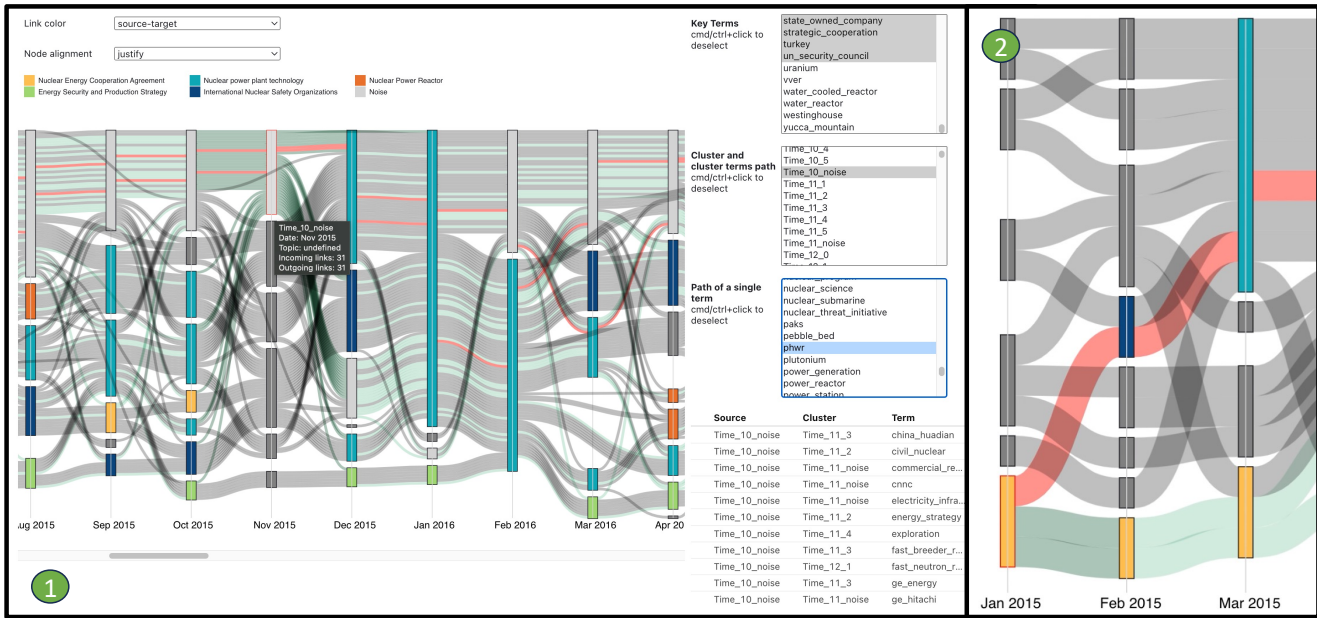 Link color
source-target
Node alignment
justify
Nuclear Energy Cooperation Agreement
Nuclear power plant technology
Nuclear Power Reactor
Energy Security and Production Strategy
International Nuclear Safety Organizations
Noise
Time_10_noise
Date: Nov 2015
Topic: undefined
Incoming links: 31
Outgoing links: 31
ug 2015
Sep 2015
Oct 2015
Nov 2015
Dec 2015
Jan 2016
Feb 2016
Mar 2016
Apr 20
1
Key Terms
cmd/ctrl+click to
deselect
state_owned_company
strategic_cooperation
turkey
un_security_council
uranium
vver
water_cooled_reactor
water_reactor
westinghouse
yucca_mountain
Cluster and
cluster terms path
cmd/ctrl+click to
deselect
Time_10_4
Time_10_5
Time_10_noise
Time_11_1
Time_11_2
Time_11_3
Time_11_4
Time_11_5
Time_11_noise
Time_12_0
Path of a single
term
cmd/ctrl+click to
deselect
nuclear_science
nuclear_submarine
nuclear_threat_initiative
paks
pebble_bed
phwr
plutonium
power_generation
power_reactor
power_station
Source Cluster Term
Time_10_noise Time_11_3 china_huadian
Time_10_noise Time_11_2 civil_nuclear
Time_10_noise Time_11_noise commercial_re...
Time_10_noise Time_11_noise cnnc
Time_10_noise Time_11_noise electricity_infra...
Time_10_noise Time_11_2 energy_strategy
Time_10_noise Time_11_4 exploration
Time_10_noise Time_11_3 fast_breeder_r...
Time_10_noise Time_12_1 fast_neutron_r...
Time_10_noise Time_11_3 ge_energy
Time_10_noise Time_11_noise ge_hitachi
2
Jan 2015
Feb 2015
Mar 2015